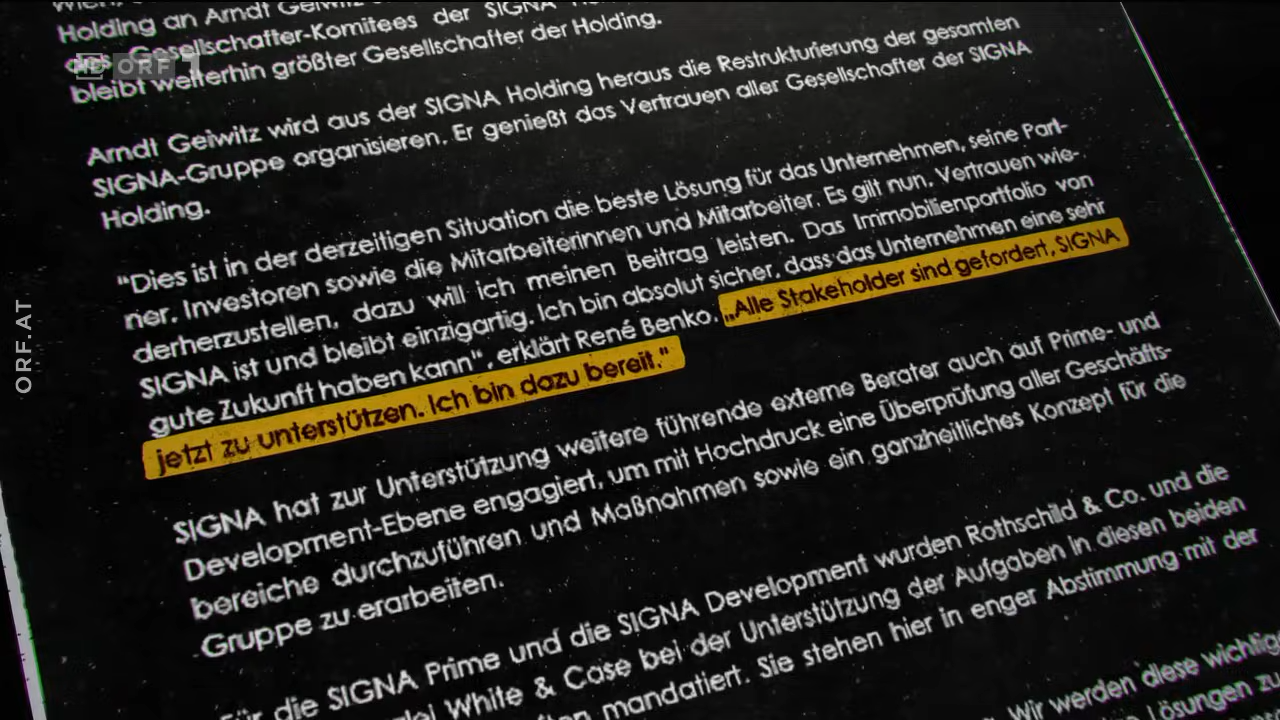 Holding an Arndt Geiwitz
des Gesellschafter-Komitees der SIGNA
bleibt weiterhin größter Gesellschafter der Holding.
HD ORF 1
Arndt Geiwitz wird aus der SIGNA Holding heraus die Restrukturierung der gesamten
SIGNA-Gruppe organisieren. Er genießt das Vertrauen aller Gesellschafter der SIGNA
Holding.
"Dies ist in der derzeitigen Situation die beste Lösung für das Unternehmen, seine Part-
ner, Investoren sowie die Mitarbeiterinnen und Mitarbeiter. Es gilt nun, Vertrauen wie-
derherzustellen, dazu will ich meinen Beitrag leisten. Das Immobilienportfolio von
SIGNA ist und bleibt einzigartig. Ich bin absolut sicher, dass das Unternehmen eine sehr
gute Zukunft haben kann", erklärt René Benko. „Alle Stakeholder sind gefordert, SIGNA
jetzt zu unterstützen. Ich bin dazu bereit."
SIGNA hat zur Unterstützung weitere führende externe Berater auch auf Prime- und
Development-Ebene engagiert, um mit Hochdruck eine Überprüfung aller Geschäfts-
bereiche durchzuführen und Maßnahmen sowie ein ganzheitliches Konzept für die
Gruppe zu erarbeiten.
Für die SIGNA Prime und die SIGNA Development wurden Rothschild & Co. und die
White & Case bei der Unterstützung der Aufgaben in diesen beiden
mandatiert. Sie stehen hier in enger Abstimmung mit der
Wir werden diese wichtig
Lösungen zu
ORF.AT